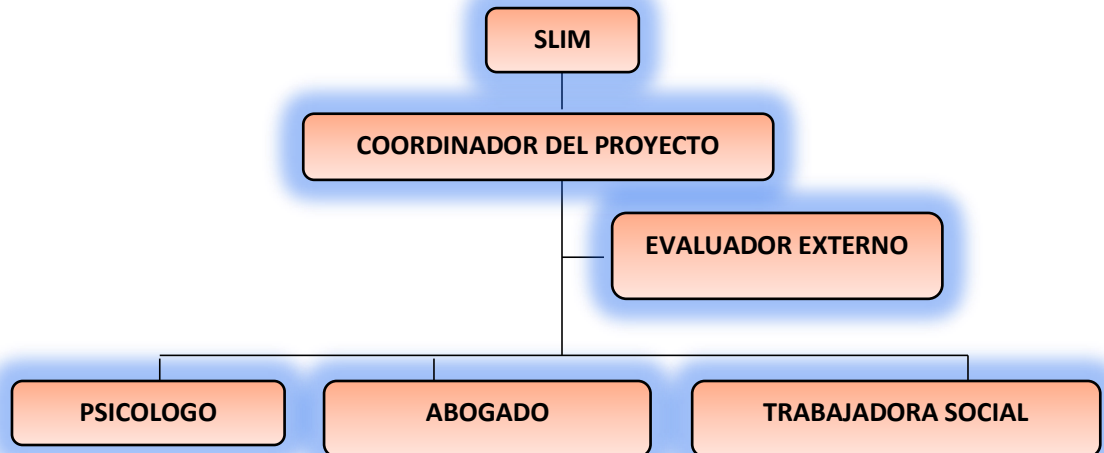 SLIM
COORDINADOR DEL PROYECTO
EVALUADOR EXTERNO
PSICOLOGO
ABOGADO
TRABAJADORA SOCIAL